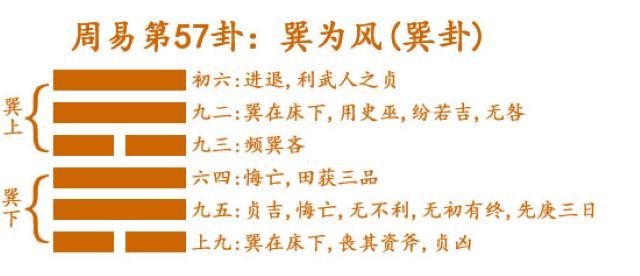 周易第57卦：巽为风(巽卦)
巽上
初六:进退,利武人之贞
九二:巽在床下,用史巫,纷若吉,无咎
九三:频巽吝
巽下
六四:悔亡,田获三品
九五:贞吉,悔亡,无不利,无初有终,先庚三日
上九:巽在床下,丧其资斧,贞凶